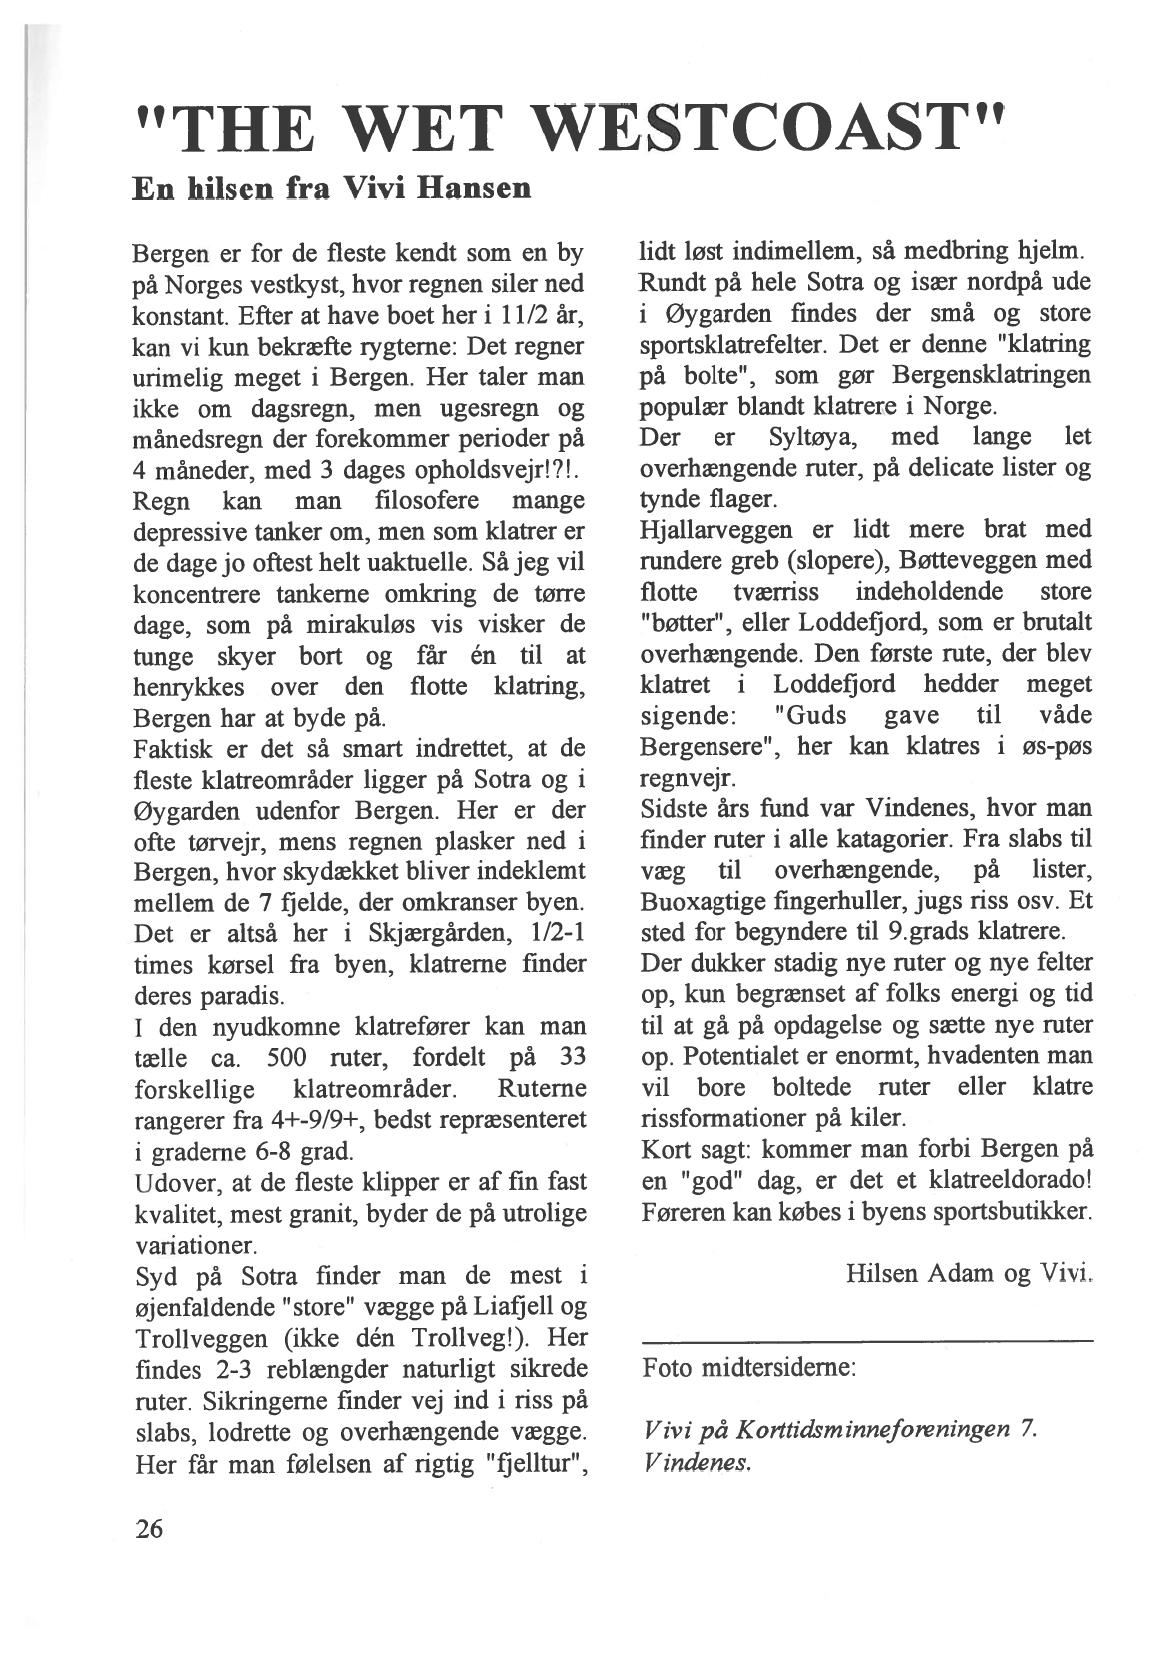 "THE WET WESTCOAST"
En hilsen fra Vivi Hansen
Bergen er for de fleste kendt som en by
på Norges vestkyst, hvor regnen siler ned
konstant. Efter at have boet her i 11/2 år,
kan vi kun bekræfte rygterne: Det regner
urimelig meget i Bergen. Her taler man
ikke om dagsregn, men ugesregn og
månedsregn der forekommer perioder på
4 måneder, med 3 dages opholdsvejr!?!.
Regn kan man filosofere mange
depressive tanker om, men som klatrer er
de dage jo oftest helt uaktuelle. Så jeg vil
koncentrere tankerne omkring de tørre
dage, som på mirakuløs vis visker de
tunge skyer bort og får én til at
henrykkes over den flotte klatring,
Bergen har at byde på.
Faktisk er det så smart indrettet, at de
fleste klatreområder ligger på Sotra og i
Øygarden udenfor Bergen. Her er der
ofte tørvejr, mens regnen plasker ned i
Bergen, hvor skydækket bliver indeklemt
mellem de 7 fjelde, der omkranser byen.
Det er altså her i Skjærgården, 1/2-1
times kørsel fra byen, klatrerne finder
deres paradis.
I den nyudkomne klatrefører kan man
tælle ca. 500 ruter, fordelt på 33
forskellige klatreområder. Ruterne
rangerer fra 4+-9/9+, bedst repræsenteret
i graderne 6-8 grad.
Udover, at de fleste klipper er af fin fast
kvalitet, mest granit, byder de på utrolige
variationer.
Syd på Sotra finder man de mest i
øjenfaldende "store" vægge på Liafjell og
Trollveggen (ikke dén Trollveg!). Her
findes 2-3 reblængder naturligt sikrede
ruter. Sikringerne finder vej ind i riss på
slabs, lodrette og overhængende vægge.
Her får man følelsen af rigtig "fjelltur",
26
lidt løst indimellem, så medbring hjelm.
Rundt på hele Sotra og især nordpå ude
i Øygarden findes der små og store
sportsklatrefelter. Det er denne "klatring
på bolte", som gør Bergensklatringen
populær blandt klatrere i Norge.
Der er Syltøya, med lange let
overhængende ruter, på delicate lister og
tynde flager.
Hjallarveggen er lidt mere brat med
rundere greb (slopere), Bøtteveggen med
flotte tværriss indeholdende store
"bøtter", eller Loddefjord, som er brutalt
overhængende. Den første rute, der blev
klatret i Loddefjord hedder meget
sigende: "Guds gave til våde
Bergensere", her kan klatres i øs-pøs
regnvejr.
Sidste års fund var Vindenes, hvor man
finder ruter i alle katagorier. Fra slabs til
væg til overhængende, på lister,
Buoxagtige fingerhuller, jugs riss osv. Et
sted for begyndere til 9.grads klatrere.
Der dukker stadig nye ruter og nye felter
op, kun begrænset af folks energi og tid
til at gå på opdagelse og sætte nye ruter
op. Potentialet er enormt, hvadenten man
vil bore boltede ruter eller klatre
rissformationer på kiler.
Kort sagt: kommer man forbi Bergen på
en "god" dag, er det et klatreeldorado!
Føreren kan købes i byens sportsbutikker.
Hilsen Adam og Vivi.
Foto midtersiderne:
Vivi på Korttidsminneforeningen 7.
Vindenes.